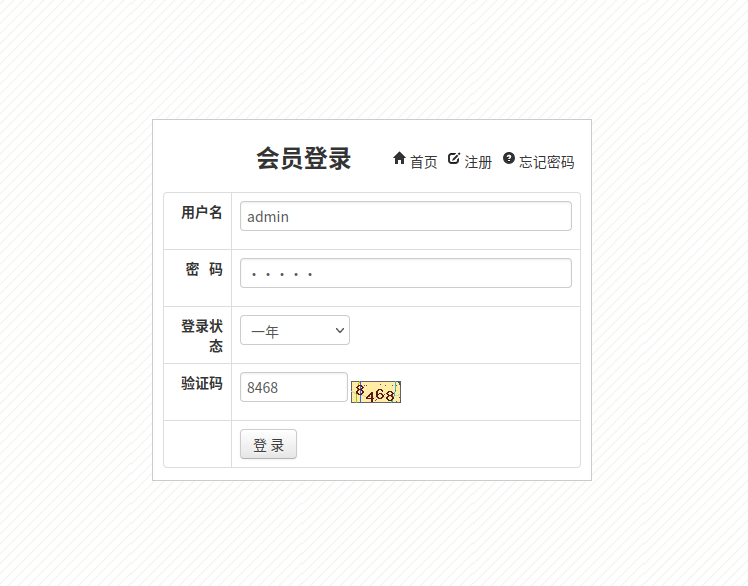 会员登录 首页 注册 忘记密码
用户名 admin
密 码 •••••
登录状
态 一年
验证码 8468 8468
登 录